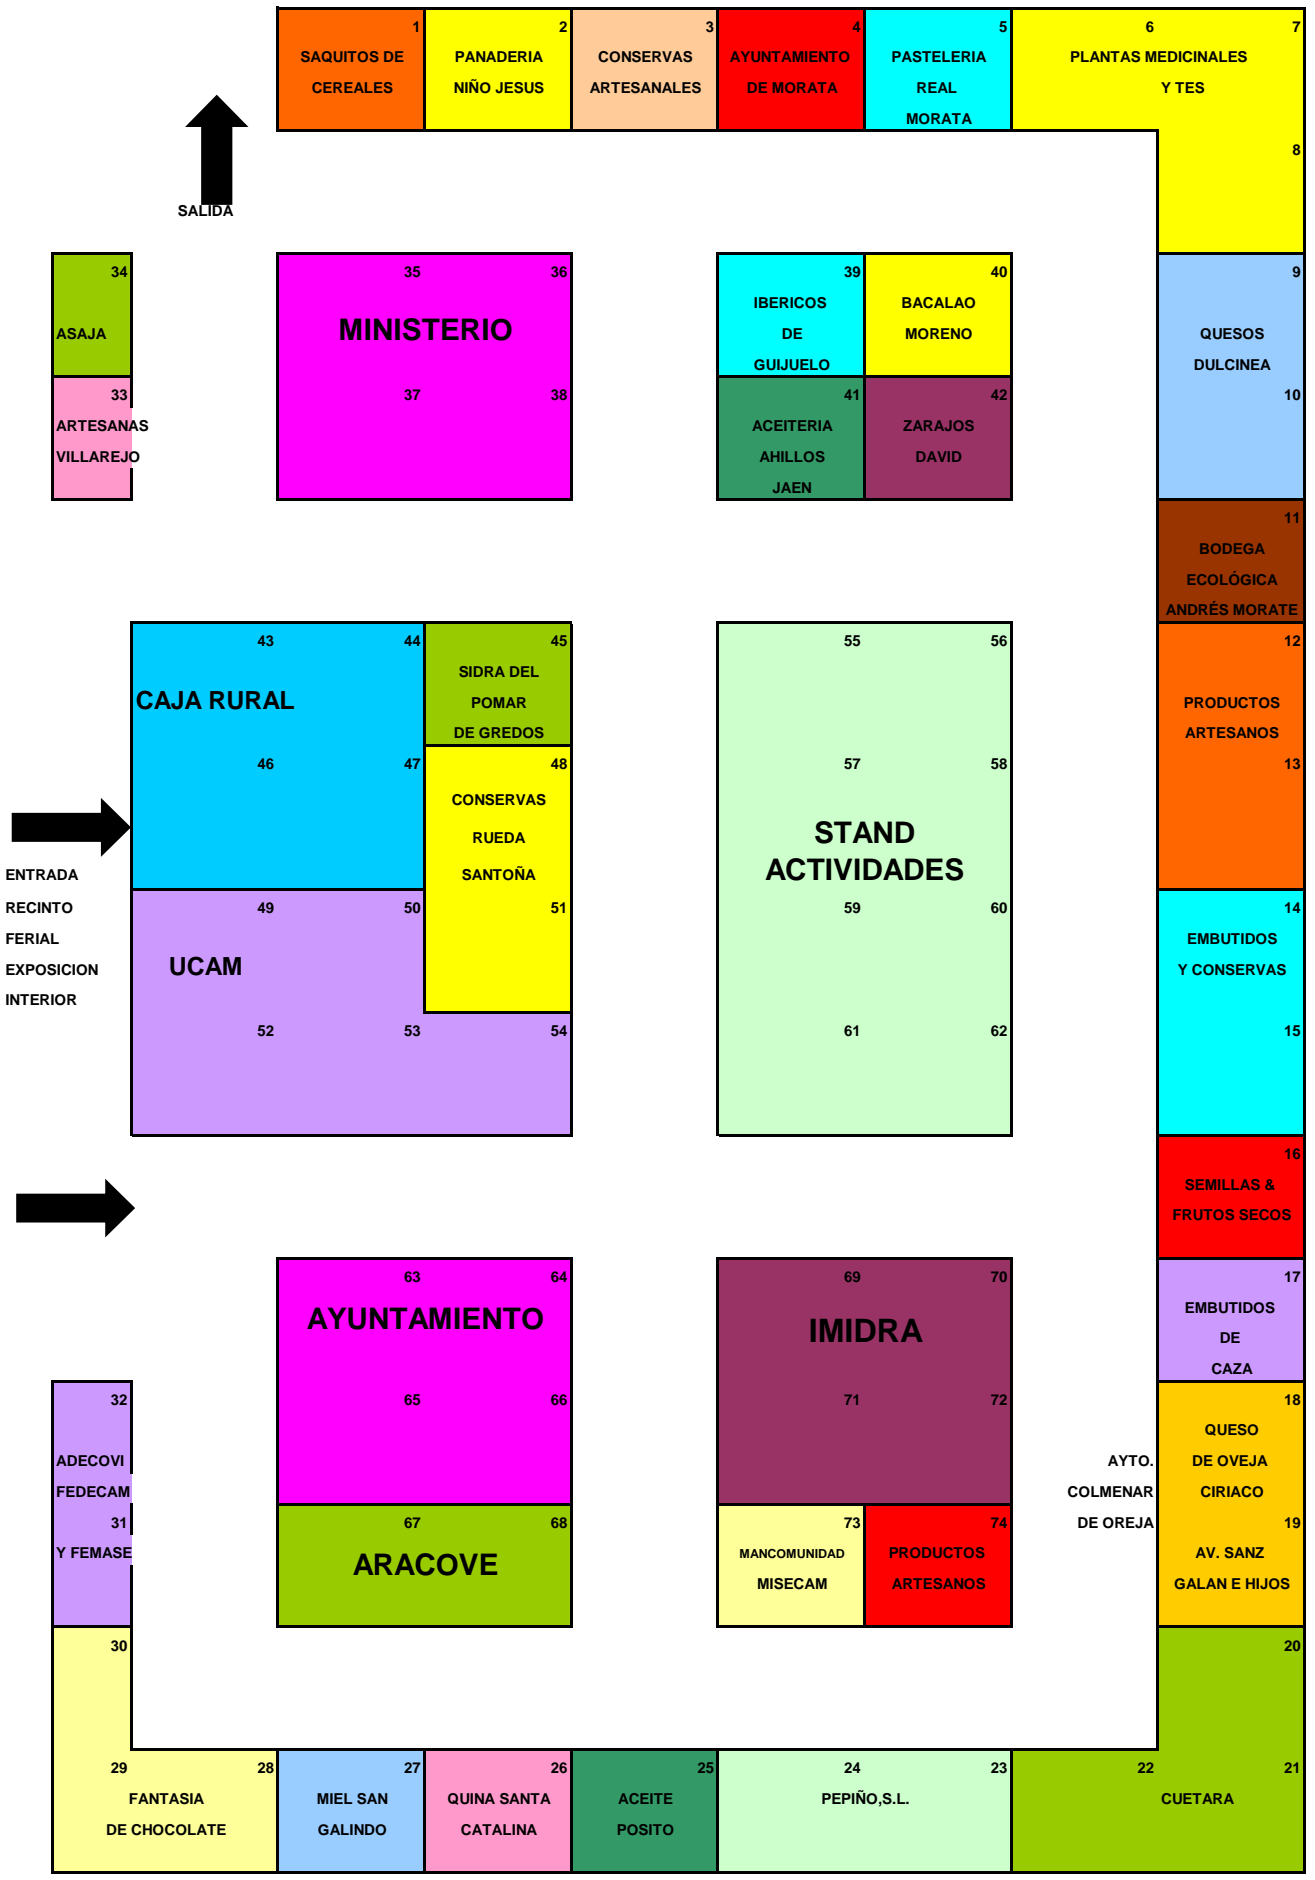 1
SAQUITOS DE
CEREALES
2
PANADERIA
NIÑO JESUS
3
CONSERVAS
ARTESANALES
4
AYUNTAMIENTO
DE MORATA
5
PASTELERIA
REAL
MORATA
6
7
PLANTAS MEDICINALES
Y TES
8
SALIDA
34
ASAJA
33
ARTESANAS
VILLAREJO
35
36
MINISTERIO
37
38
39
IBERICOS
DE
GUIJUELO
40
BACALAO
MORENO
41
ACEITERIA
AHILLOS
JAEN
42
ZARAJOS
DAVID
9
QUESOS
DULCINEA
10
11
BODEGA
ECOLÓGICA
ANDRÉS MORATE
12
PRODUCTOS
ARTESANOS
13
43
44
CAJA RURAL
46
47
45
SIDRA DEL
POMAR
DE GREDOS
48
CONSERVAS
RUEDA
SANTOÑA
51
55
56
57
58
STAND
ACTIVIDADES
59
60
61
62
ENTRADA
RECINTO
FERIAL
EXPOSICION
INTERIOR
49
50
UCAM
52
53
54
14
EMBUTIDOS
Y CONSERVAS
15
16
SEMILLAS &
FRUTOS SECOS
17
EMBUTIDOS
DE
CAZA
63
64
AYUNTAMIENTO
65
66
69
70
IMIDRA
71
72
32
ADECOVI
FEDECAM
31
Y FEMASE
67
68
ARACOVE
73
MANCOMUNIDAD
MISECAM
74
PRODUCTOS
ARTESANOS
AYTO.
COLMENAR
DE OREJA
18
QUESO
DE OVEJA
CIRIACO
19
AV. SANZ
GALAN E HIJOS
30
29
28
FANTASIA
DE CHOCOLATE
27
MIEL SAN
GALINDO
26
QUINA SANTA
CATALINA
25
ACEITE
POSITO
24
23
PEPIÑO,S.L.
20
22
21
CUETARA